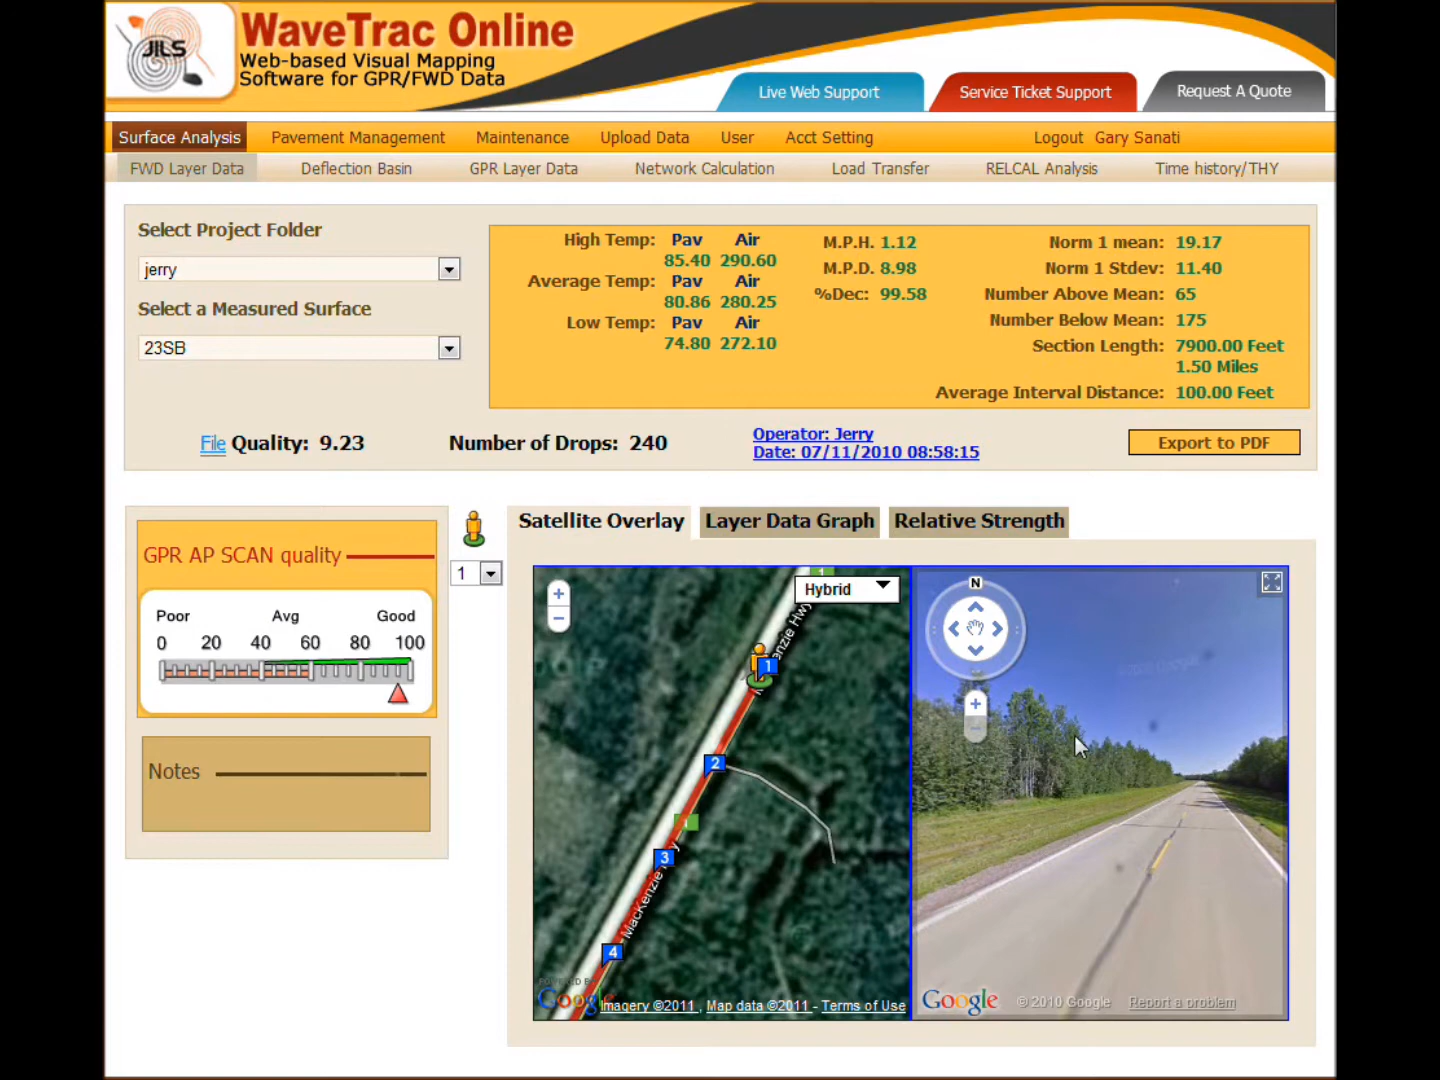 JILS
WaveTrac Online
Web-based Visual Mapping
Software for GPR/FWD Data
Live Web Support
Service Ticket Support
Request A Quote
Surface Analysis
Pavement Management
Maintenance
Upload Data
User
Acct Setting
Logout Gary Sanati
FWD Layer Data
Deflection Basin
GPR Layer Data
Network Calculation
Load Transfer
RELCAL Analysis
Time history/THY
Select Project Folder
jerry
Select a Measured Surface
23SB
High Temp: Pav Air
85.40 290.60
Average Temp: Pav Air
80.86 280.25
Low Temp: Pav Air
74.80 272.10
M.P.H. 1.12
M.P.D. 8.98
%Dec: 99.58
Norm 1 mean: 19.17
Norm 1 Stdev: 11.40
Number Above Mean: 65
Number Below Mean: 175
Section Length: 7900.00 Feet
1.50 Miles
Average Interval Distance: 100.00 Feet
File Quality: 9.23
Number of Drops: 240
Operator: Jerry
Date: 07/11/2010 08:58:15
Export to PDF
GPR AP SCAN quality
Poor Avg Good
0 20 40 60 80 100
Notes
1
Satellite Overlay
Layer Data Graph
Relative Strength
+
−
1
Hybrid
1
2
3
MacKenzie Hwy
4
POWERED BY
Google
Imagery ©2011 , Map data ©2011 - Terms of Use
N
+
−
Google
© 2010 Google
Report a problem